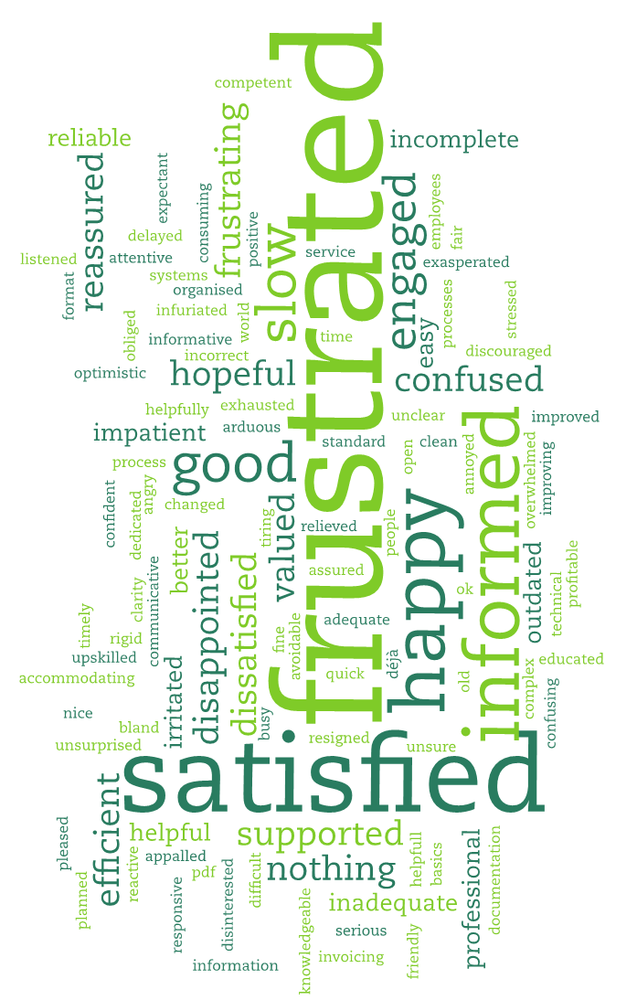 competent
frustrated
frustrating
reliable
incomplete
reassured
expectant
consuming
positive
engaged
employees
fair
delayed
slow
service
listened
attentive
exasperated
systems
format
organised
processes
stresssed
infuriated
world
obliged
informative
time
easy
discouraged
incorrect
optimistic
hopeful
confused
helpfully
exhausted
unclear
improved
arduous
impatient
standard
clean
open
annoyed
overwhelmed
improving
informed
good
process
angry
confident
dedicated
changed
tiring
valued
relieved
people
happy
better
disappointed
dissatisfied
communicative
clarity
assured
ok
outdated
technical
profitable
timely
rigid
adequate
fine
avoidable
upskilled
déjà
educated
accommodating
irritated
quick
old
complex
confusing
nice
busy
bland
unsurprised
resigned
unsure
satisfied
efficient
pleased
helpful
supported
reactive
appalled
nothing
helpfull
basics
professional
documentation
planned
pdf
difficult
responsive
disinterested
inadequate
knowledgeable
serious
friendly
information
invoicing